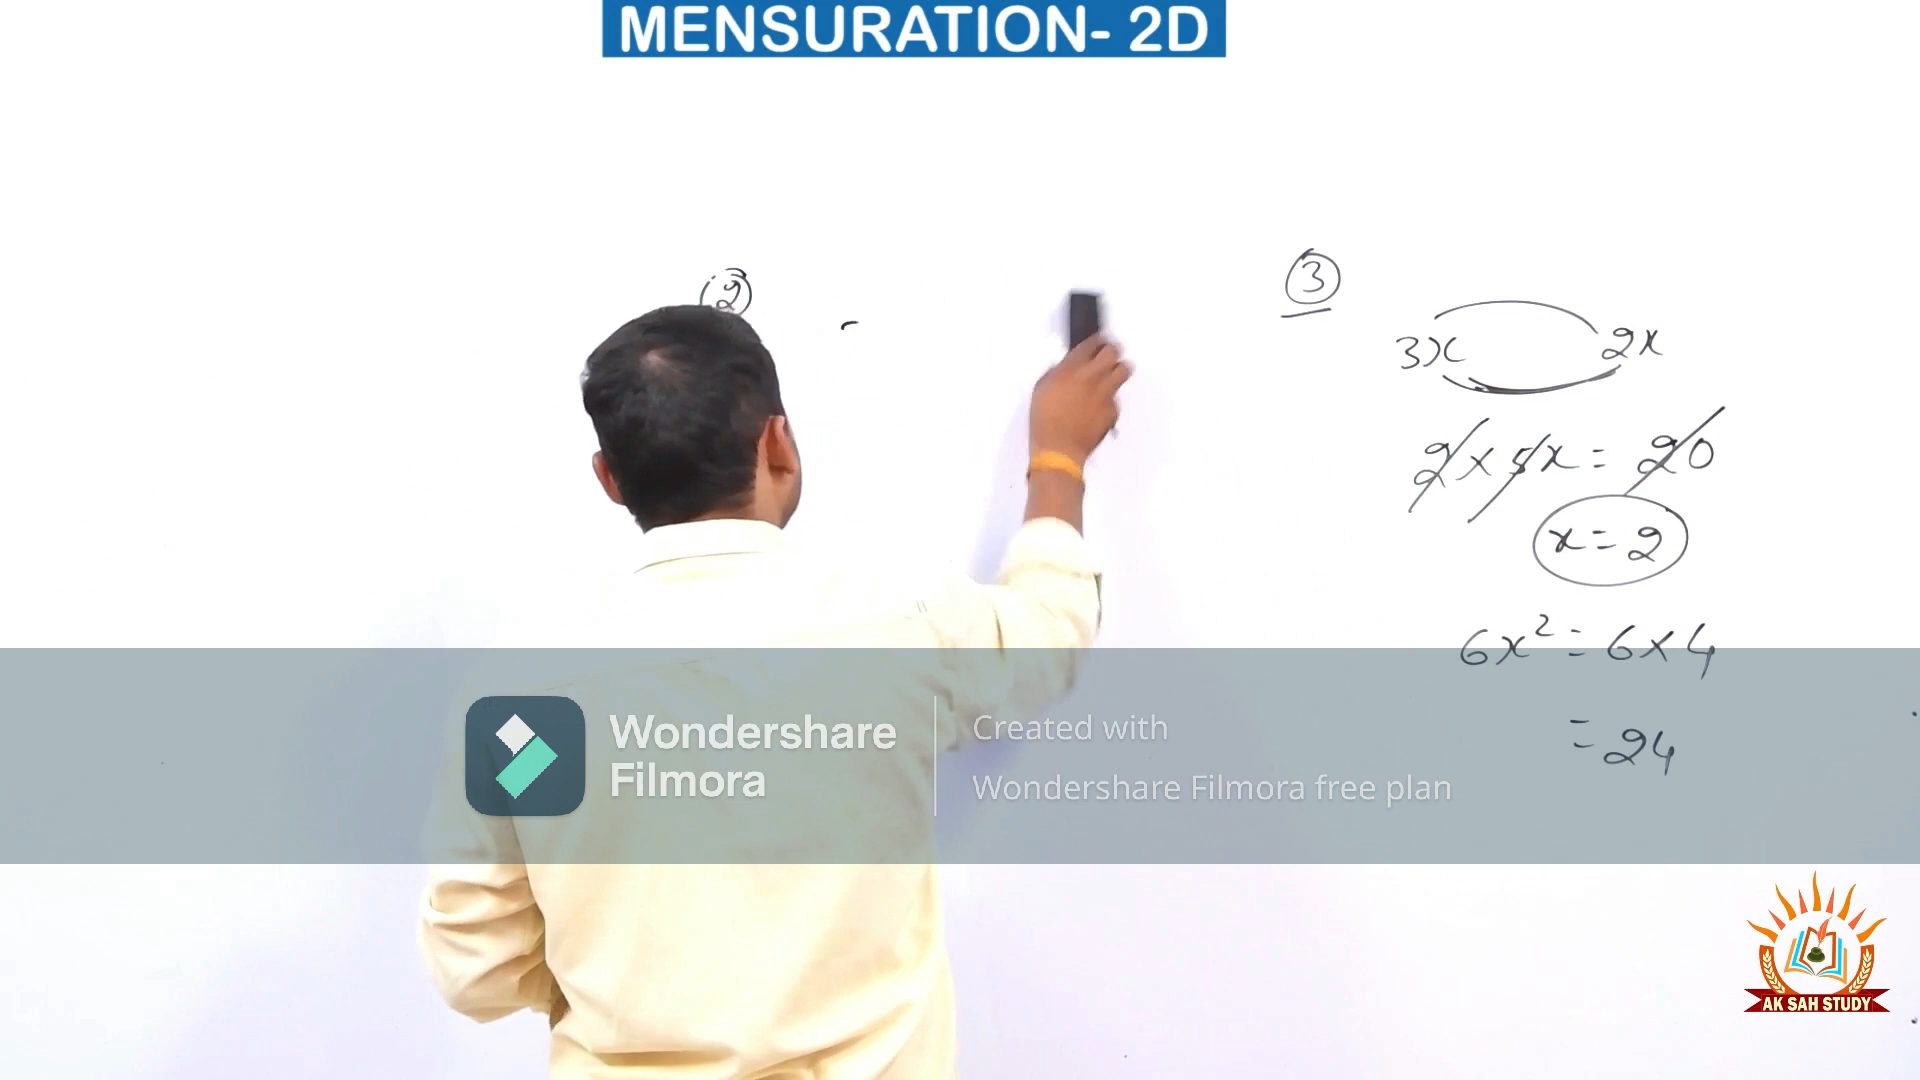 MENSURATION- 2D
2
3
3x 2x
2 x 5x = 20
x = 2
6x² = 6 x 4
= 24
Wondershare
Filmora
Created with
Wondershare Filmora free plan
AK SAH STUDY